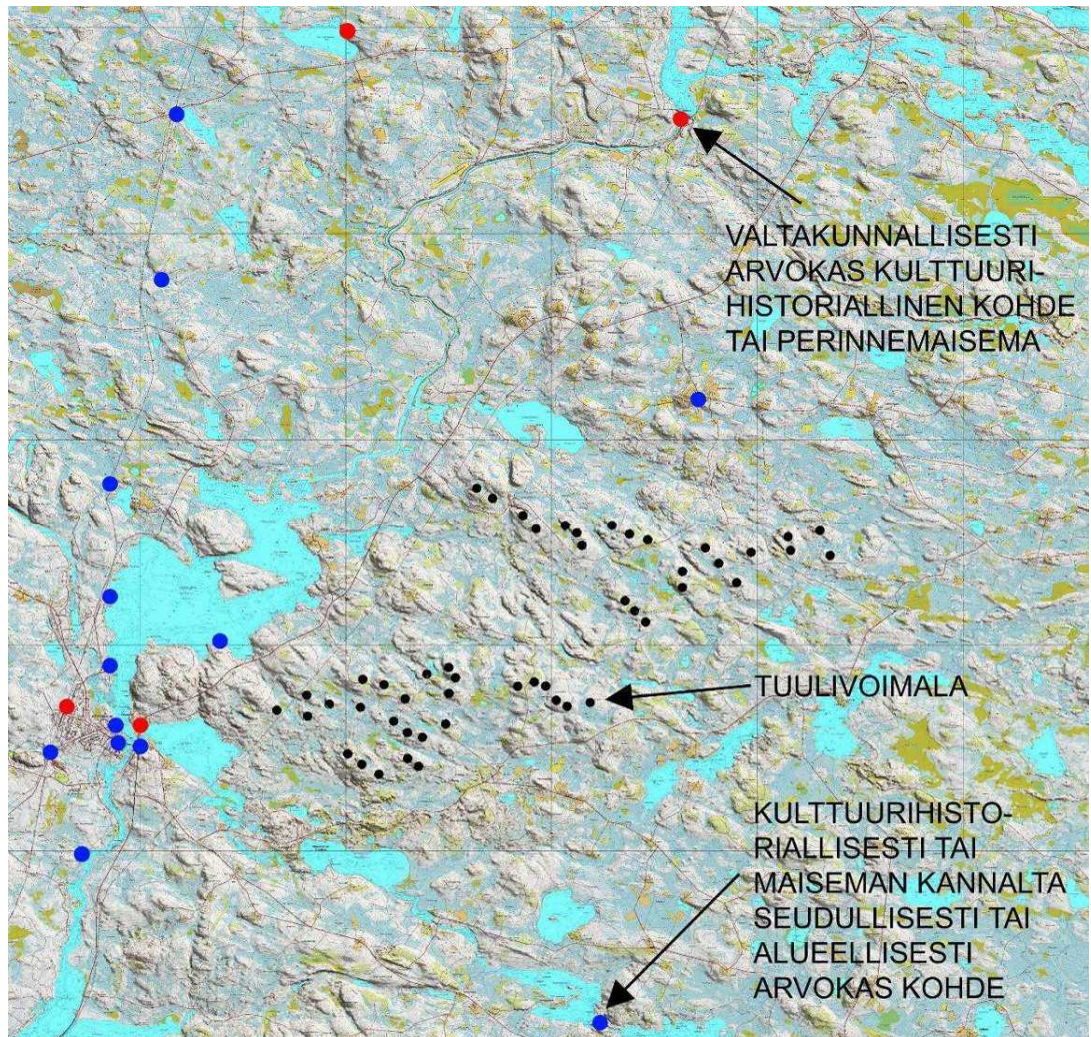 VALTAKUNNALLISESTI
ARVOKAS KULTTUURI-
HISTORIALLINEN KOHDE
TAI PERINNEMAISEMA
TUULIVOIMALA
KULTTUURIHISTO-
RIALLISESTI TAI
MAISEMAN KANNALTA
SEUDULLISESTI TAI
ALUEELLISESTI
ARVOKAS KOHDE